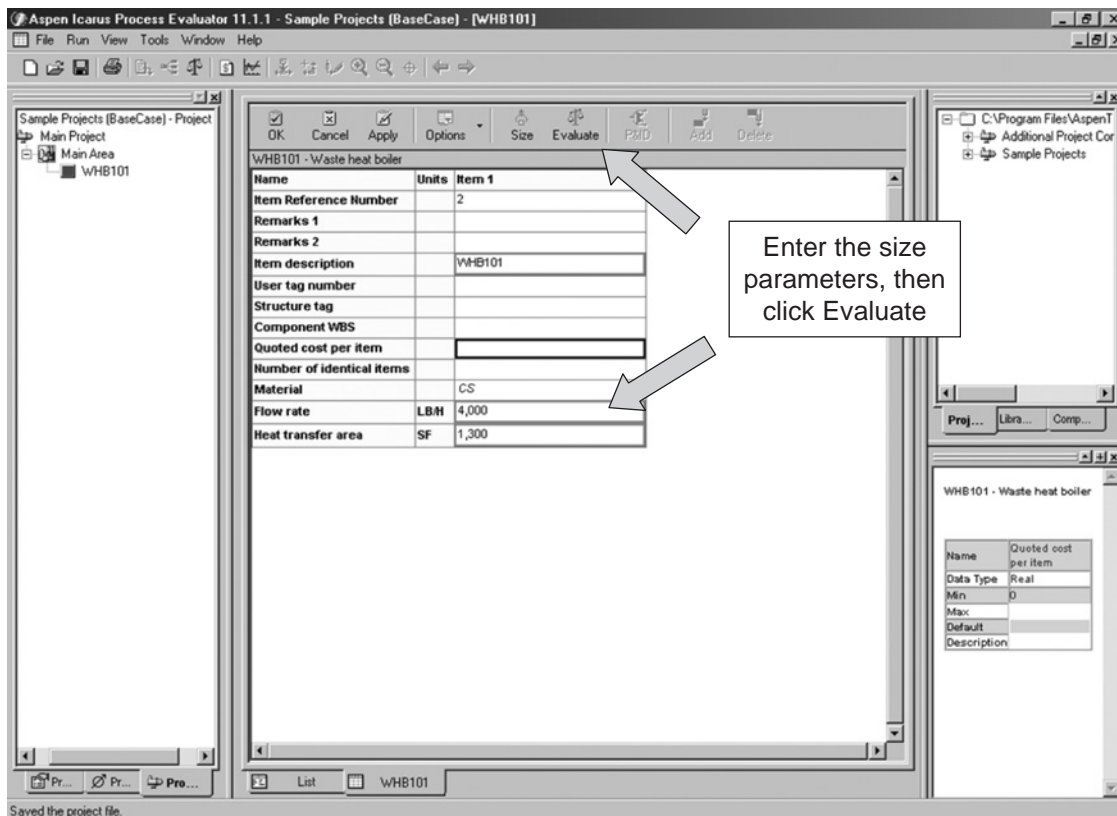 Aspen Icarus Process Evaluator 11.1.1 - Sample Projects (BaseCase) - [WHB101]
File Run View Tools Window Help
Sample Projects (BaseCase) - Project
Main Project
Main Area
WHB101
OK Cancel Apply Options Size Evaluate P&ID Add Delete
WHB101 - Waste heat boiler
Name Units Item 1
Item Reference Number 2
Remarks 1
Remarks 2
Item description WHB101
User tag number
Structure tag
Component WBS
Quoted cost per item
Number of identical items
Material CS
Flow rate LB/H 4,000
Heat transfer area SF 1,300
Enter the size
parameters, then
click Evaluate
C:\Program Files\AspenT
Additional Project Cor
Sample Projects
Proj... Libra... Comp...
WHB101 - Waste heat boiler
Name Quoted cost
per item
Data Type Real
Min 0
Max
Default
Description
Pr... Pr... Pro...
List WHB101
Saved the project file.